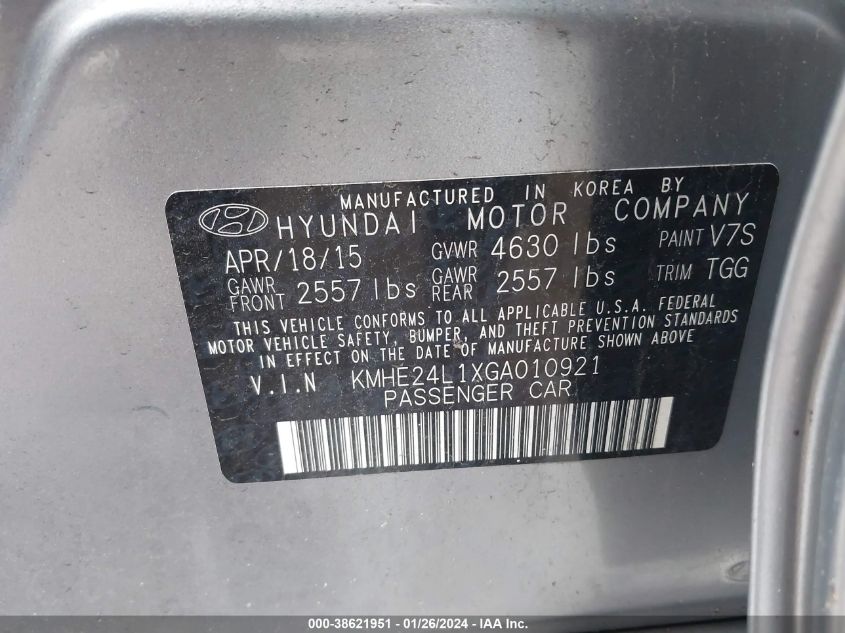 MANUFACTURED IN KOREA BY
HYUNDAI MOTOR COMPANY
APR/18/15 GVWR 4630 lbs PAINT V7S
GAWR FRONT 2557 lbs GAWR REAR 2557 lbs TRIM TGG
THIS VEHICLE CONFORMS TO ALL APPLICABLE U.S.A. FEDERAL
MOTOR VEHICLE SAFETY, BUMPER, AND THEFT PREVENTION STANDARDS
IN EFFECT ON THE DATE OF MANUFACTURE SHOWN ABOVE
V.I.N KMHE24L1XGA010921
PASSENGER CAR
000-38621951 - 01/26/2024 - IAA Inc.